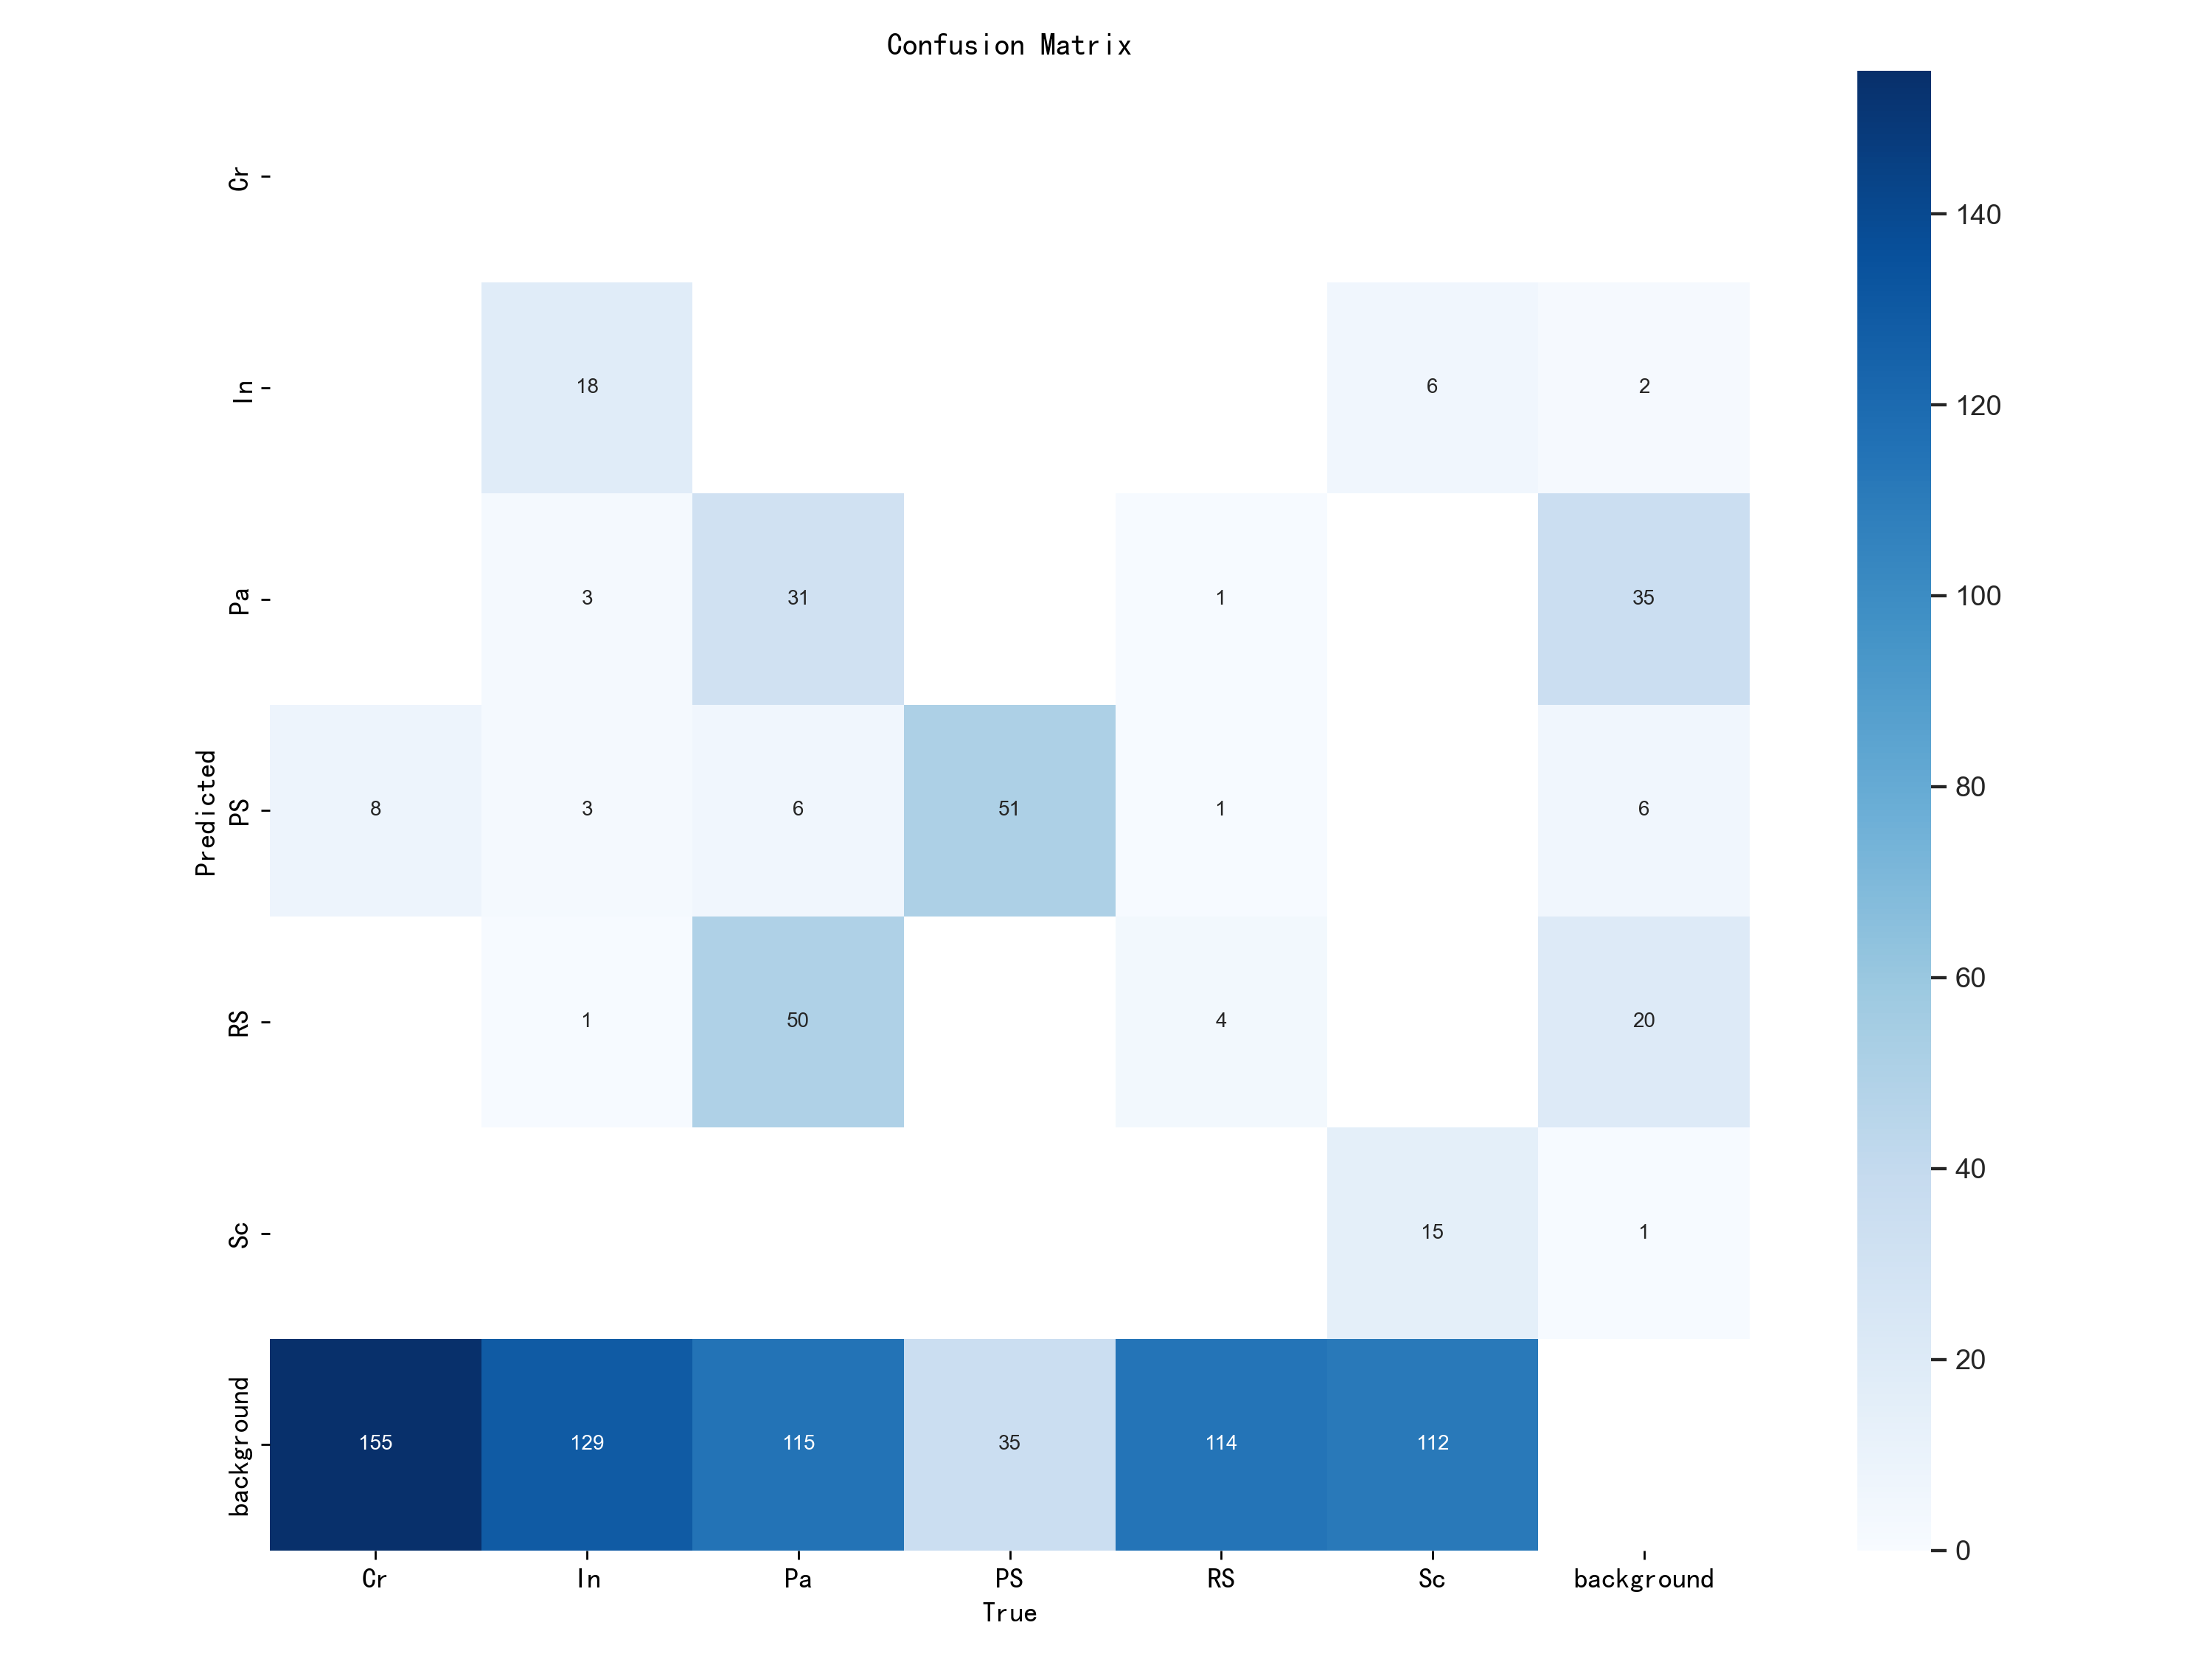 Confusion Matrix
Predicted
Cr
In 18 6 2
Pa 3 31 1 35
PS 8 3 6 51 1 6
RS 1 50 4 20
Sc 15 1
background 155 129 115 35 114 112
Cr In Pa PS RS Sc background
True
140
120
100
80
60
40
20
0